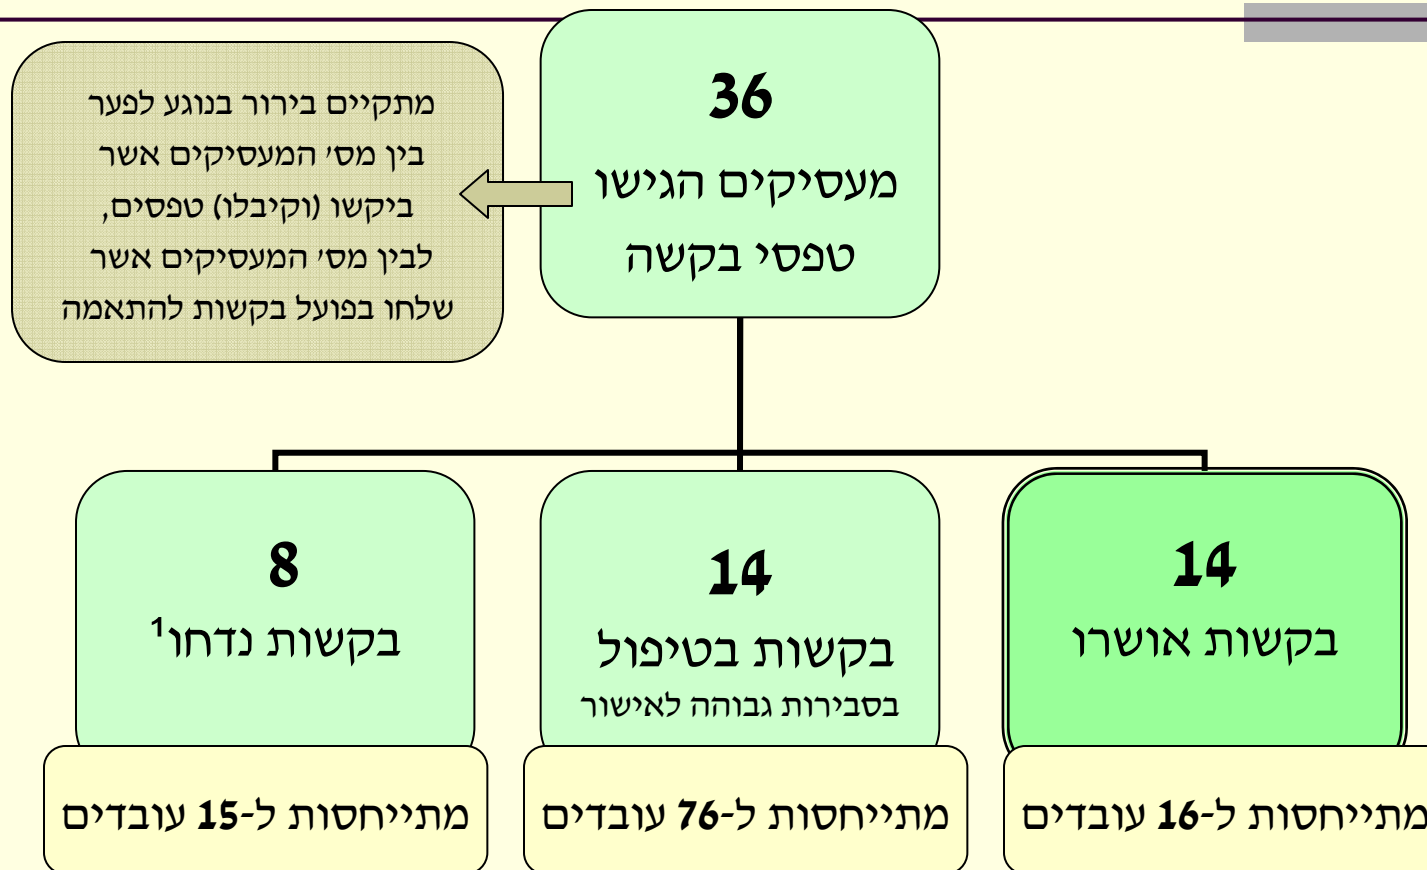 36
מעסיקים הגישו
טפסי בקשה
מתקיים בירור בנוגע לפער
בין מס' המעסיקים אשר
ביקשו (וקיבלו) טפסים,
לבין מס' המעסיקים אשר
שלחו בפועל בקשות להתאמה
14
בקשות אושרו
מתייחסות ל-16 עובדים
14
בקשות בטיפול
בסבירות גבוהה לאישור
מתייחסות ל-76 עובדים
8
בקשות נדחו¹
מתייחסות ל-15 עובדים